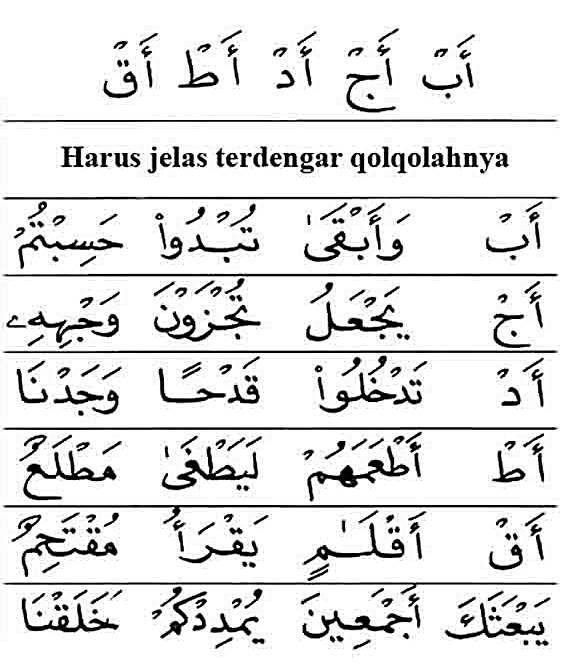 أَبْ أَجْ أَدْ أَطْ أَقْ
Harus jelas terdengar qolqolahnya
أَبْ وَأَبْقَىٰ تُبْدُواْ حَسِبْتُمْ
أَجْ يَجْعَلُ تُجْزَوْنَ وَجْهِهِۦ
أَدْ تَدْخُلُواْ قَدْحًا وَجَدْنَا
أَطْ أَطْعَمَهُمْ لَيَطْغَىٰ مَطْلَعٌ
أَقْ أَقْلَـٰمٍ يَقْرَأُ مُقْتَحِمٌ
يَبْعَثَكَ أَجْمَعِينَ يُمْدِدْكُمْ خَلَقْنَا